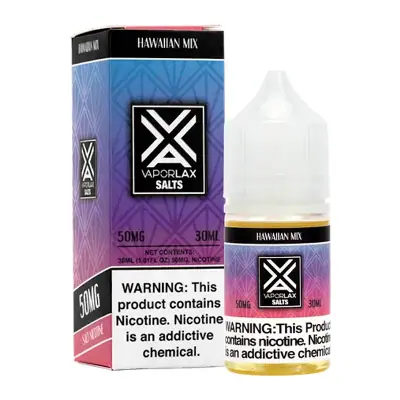 HAWAIIAN MIX
VAPORLAX
SALTS
50MG 30ML
NET CONTENTS
30ML (1.01FL OZ) 50MG. NICOTINE
WARNING: This
product contains
Nicotine. Nicotine
is an addictive
chemical.
50MG
SALT NICOTINE
HAWAIIAN MIX
VAPORLAX
SALTS
50MG 30ML
WARNING:This Product
contains nicotine. Nicotine
is an addictive
chemical.